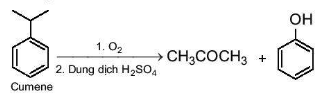 OH
1. O₂
2. Dung dịch H₂SO₄
CH₃COCH₃ +
Cumene